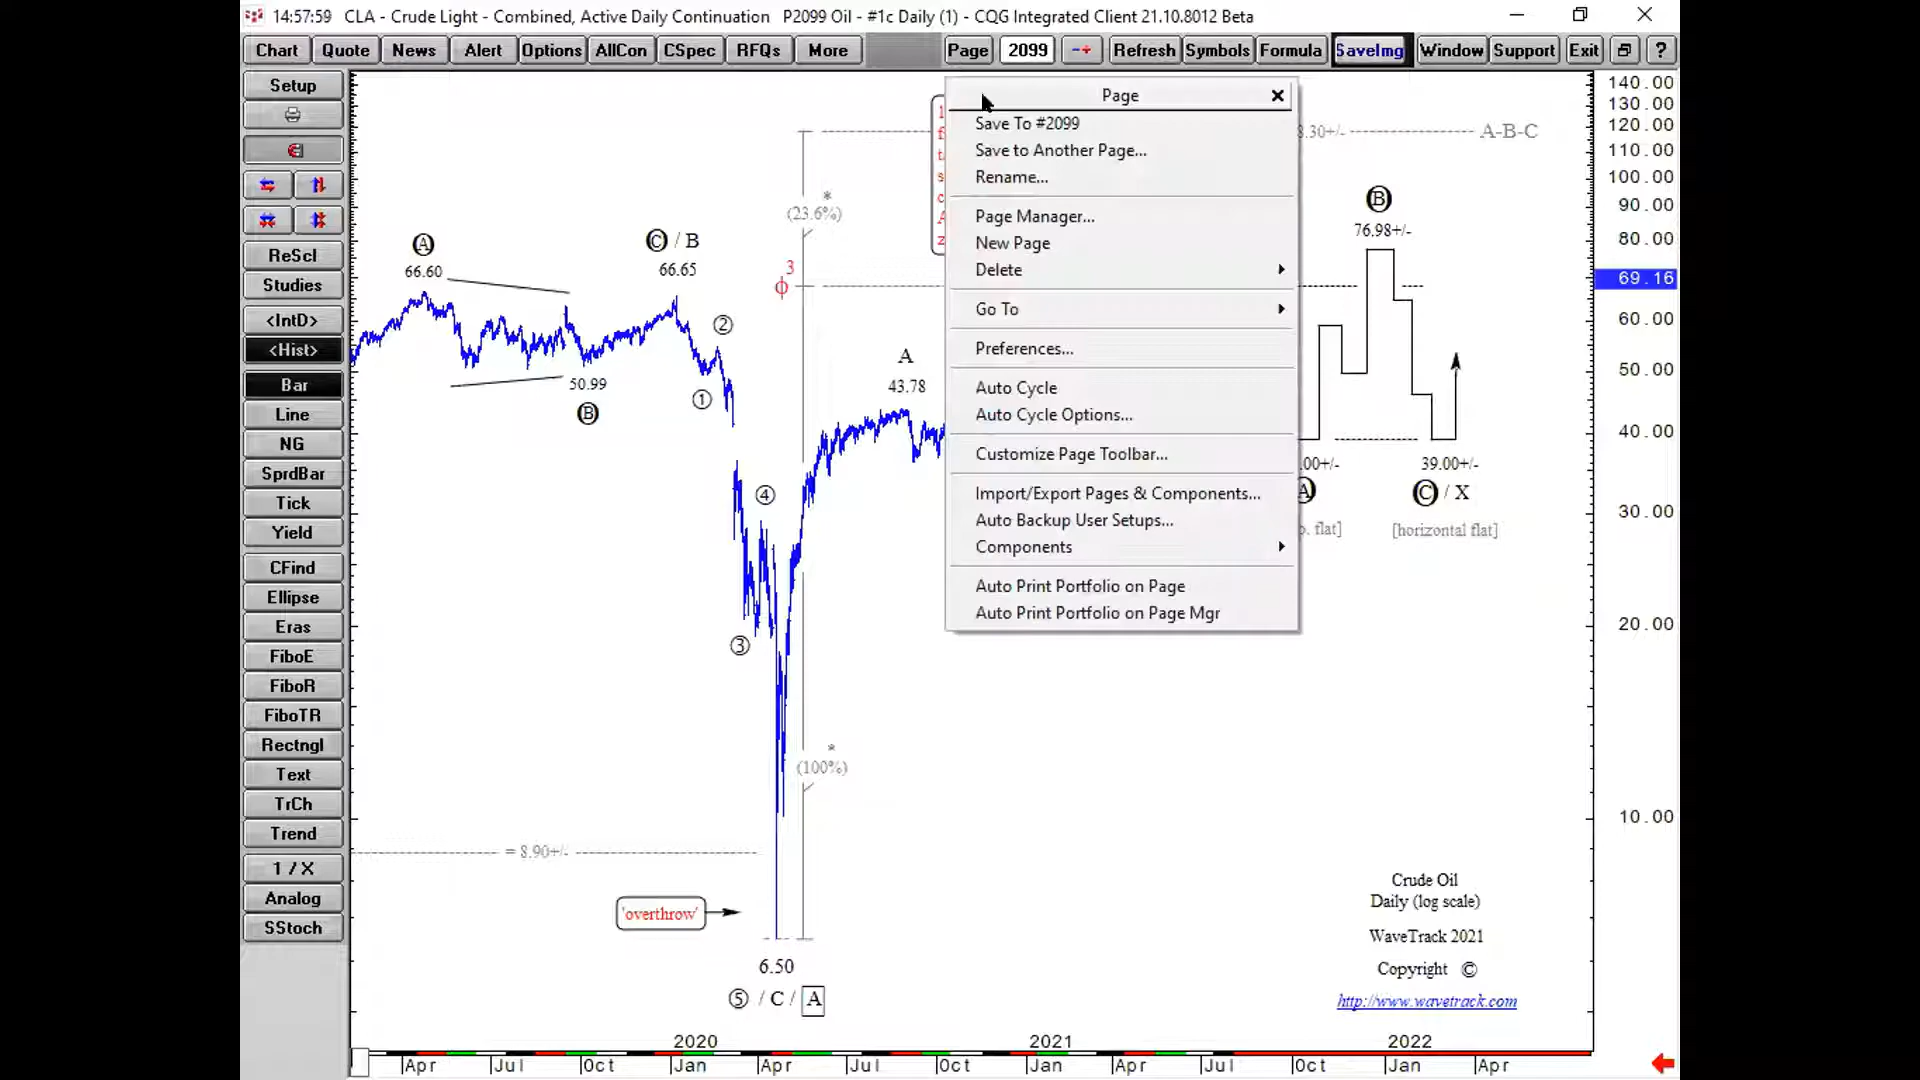 14:57:59 CLA - Crude Light - Combined, Active Daily Continuation P2099 Oil - #1c Daily (1) - CQG Integrated Client 21.10.8012 Beta
Chart Quote News Alert Options AllCon CSpec RFQs More Page 2099 -+ Refresh Symbols Formula SaveImg Window Support Exit ?
Setup
ReScl
Studies
<IntD>
<Hist>
Bar
Line
NG
SprdBar
Tick
Yield
CFind
Ellipse
Eras
FiboE
FiboR
FiboTR
Rectngl
Text
TrCh
Trend
1 / X
Analog
SStoch
Page
Save To #2099
Save to Another Page...
Rename...
Page Manager...
New Page
Delete
Go To
Preferences...
Auto Cycle
Auto Cycle Options...
Customize Page Toolbar...
Import/Export Pages & Components...
Auto Backup User Setups...
Components
Auto Print Portfolio on Page
Auto Print Portfolio on Page Mgr
Ⓐ
66.60
Ⓒ / B
66.65
②
①
50.99
Ⓑ
④
③
*
(23.6%)
3
ϕ
A
43.78
*
(100%)
= 8.90+/-
'overthrow'
6.50
⑤ / C / A
8.30+/- A-B-C
Ⓑ
76.98+/-
.00+/-
39.00+/-
Ⓒ / X
flat]
[horizontal flat]
140.00
130.00
120.00
110.00
100.00
90.00
80.00
69.16
60.00
50.00
40.00
30.00
20.00
10.00
Crude Oil
Daily (log scale)
WaveTrack 2021
Copyright ©
http://www.wavetrack.com
2020 2021 2022
Apr Jul Oct Jan Apr Jul Oct Jan Apr Jul Oct Jan Apr